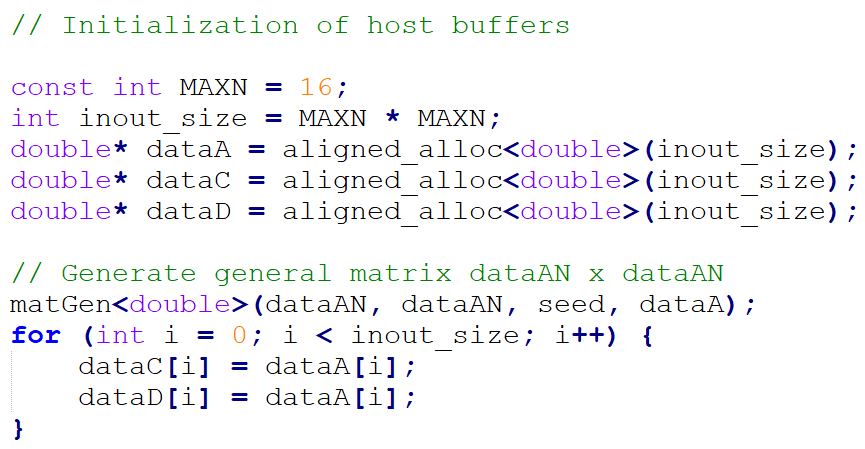 // Initialization of host buffers
const int MAXN = 16;
int inout_size = MAXN * MAXN;
double* dataA = aligned_alloc<double>(inout_size);
double* dataC = aligned_alloc<double>(inout_size);
double* dataD = aligned_alloc<double>(inout_size);
// Generate general matrix dataAN x dataAN
matGen<double>(dataAN, dataAN, seed, dataA);
for (int i = 0; i < inout_size; i++) {
    dataC[i] = dataA[i];
    dataD[i] = dataA[i];
}